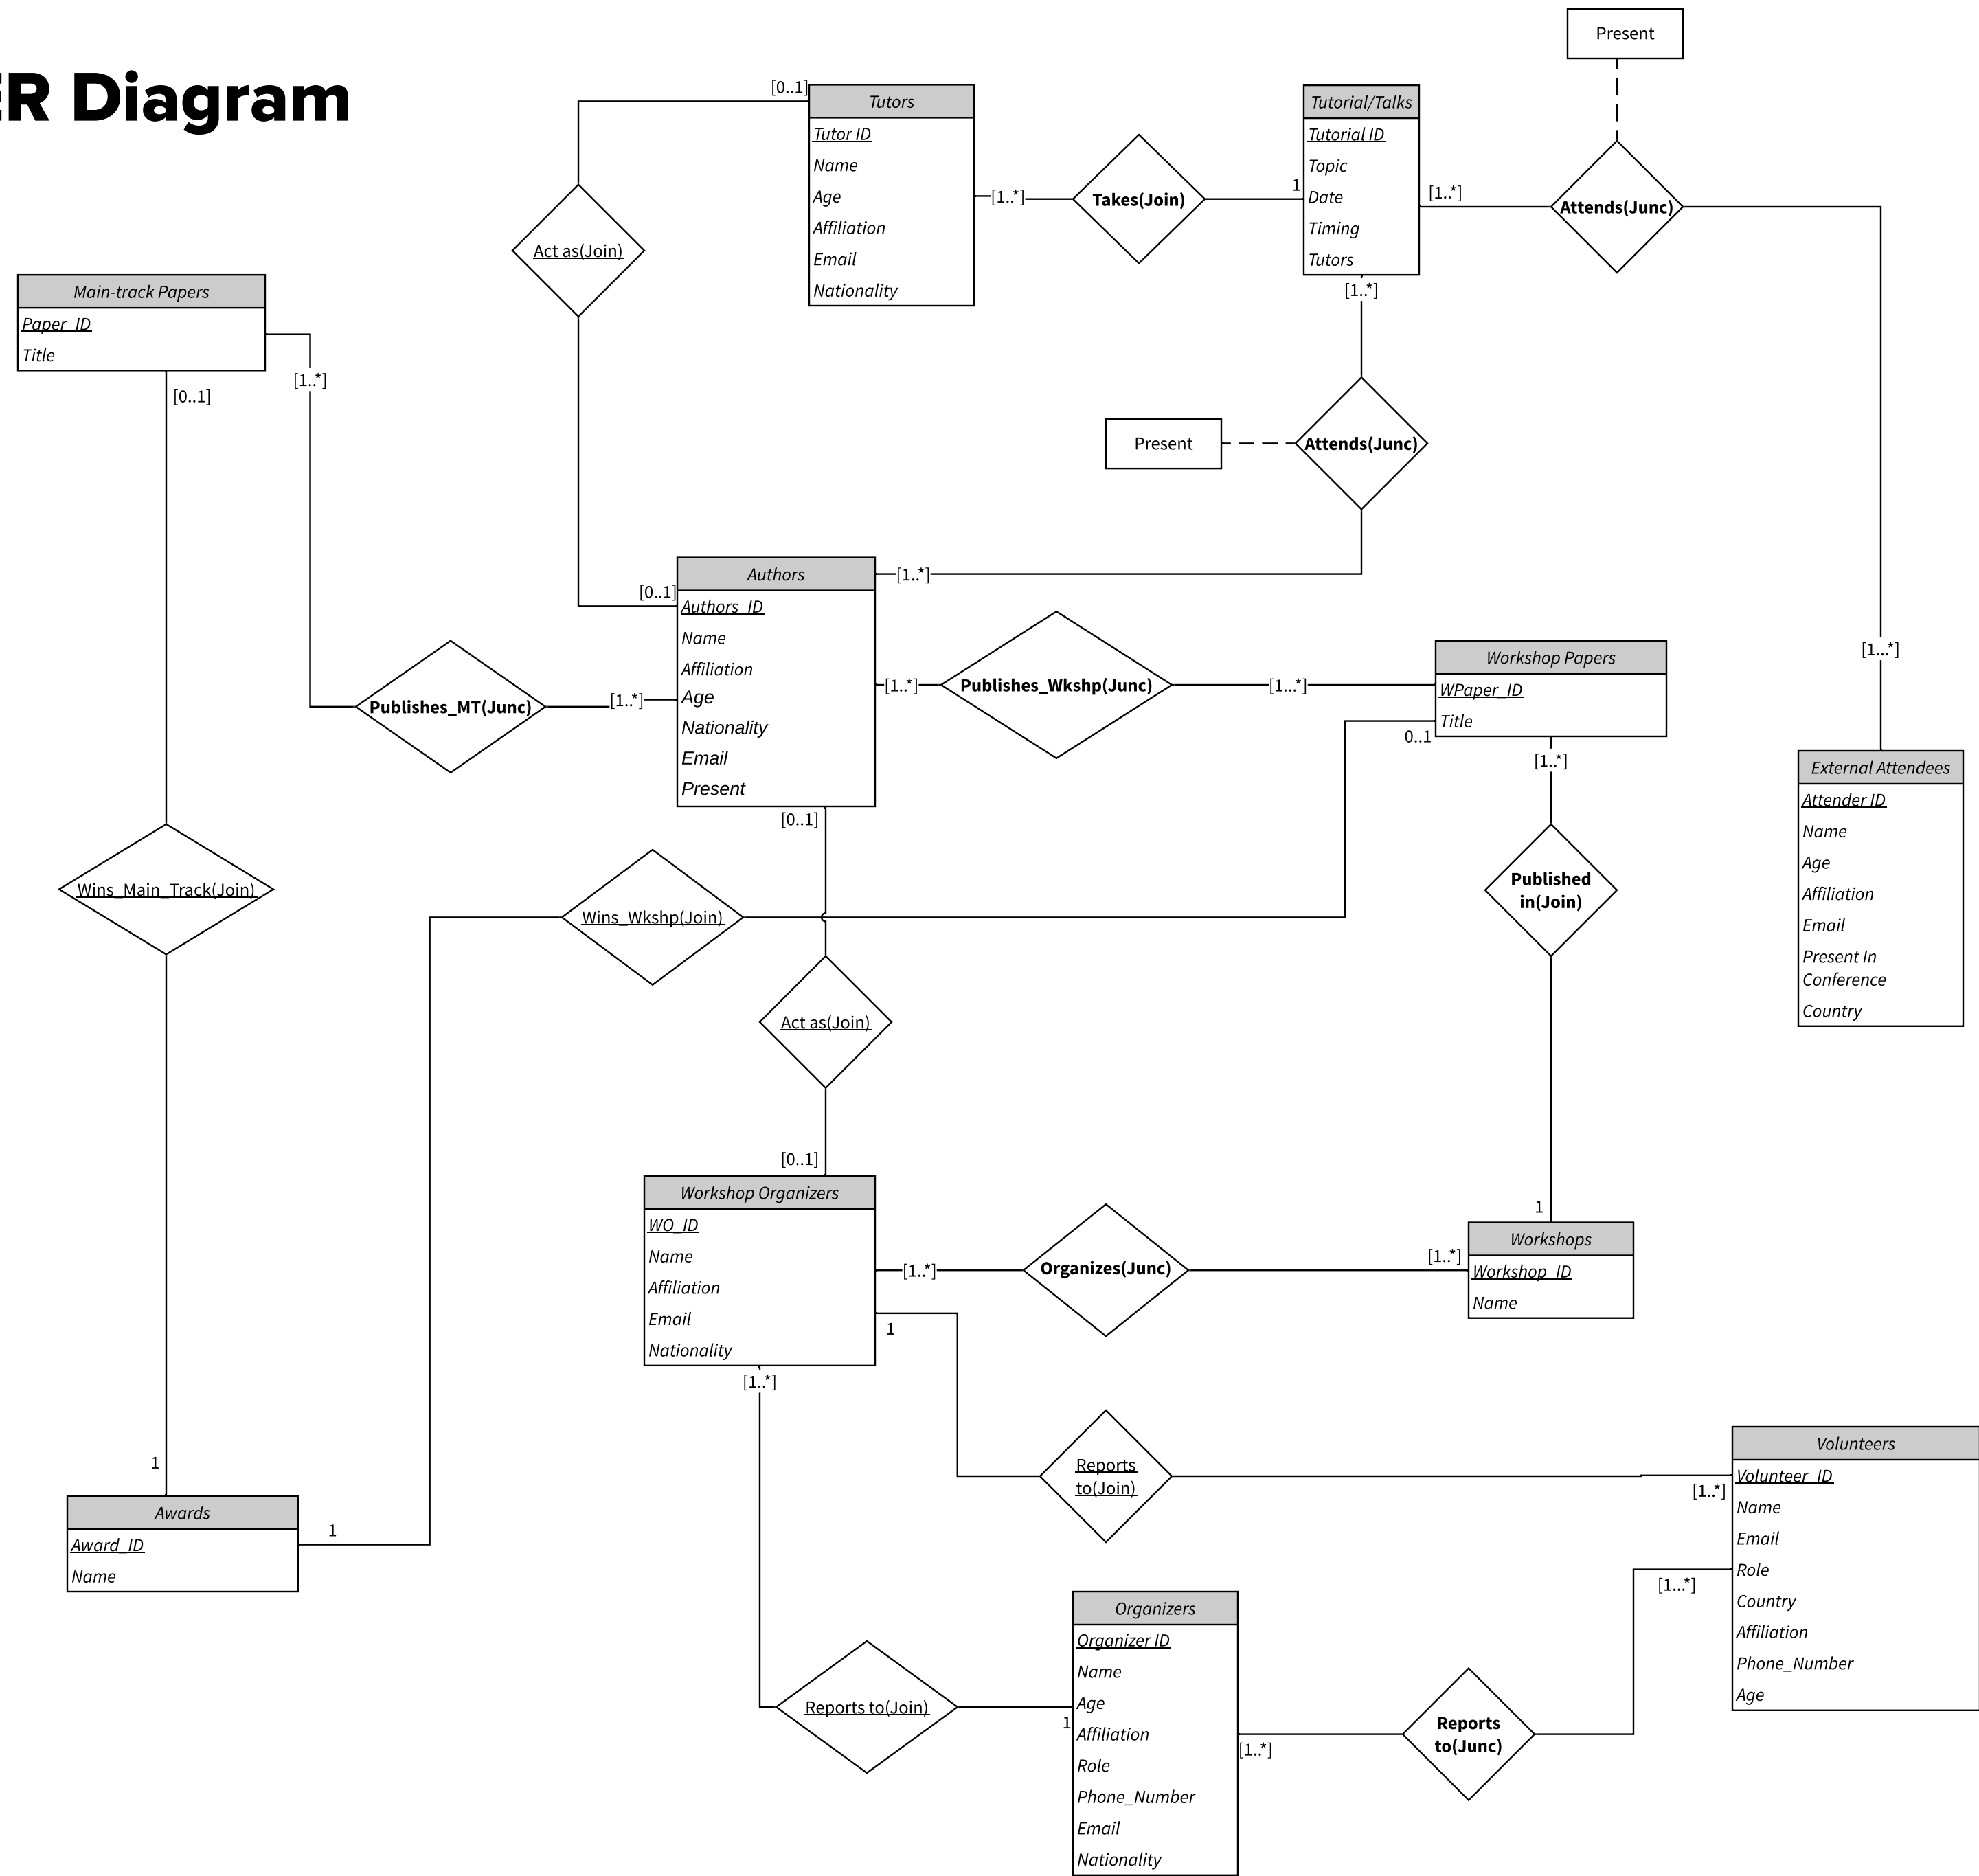 ER Diagram
Present
[0..1]
Tutors
Tutor ID
Name
Age
Affiliation
Email
Nationality
[1..*]
Takes(Join)
1
Tutorial/Talks
Tutorial ID
Topic
Date
Timing
Tutors
[1..*]
Attends(Junc)
[1..*]
Act as(Join)
Main-track Papers
Paper_ID
Title
[0..1]
[1..*]
Present
Attends(Junc)
[0..1]
Authors
Authors_ID
Name
Affiliation
Age
Nationality
Email
Present
[1..*]
[1..*]
Publishes_Wkshp(Junc)
[1...*]
Workshop Papers
WPaper_ID
Title
0..1
[1..*]
[1...*]
Publishes_MT(Junc)
[1..*]
External Attendees
Attender ID
Name
Age
Affiliation
Email
Present In
Conference
Country
[0..1]
Wins_Main_Track(Join)
Wins_Wkshp(Join)
Published
in(Join)
Act as(Join)
[0..1]
Workshop Organizers
WO_ID
Name
Affiliation
Email
Nationality
[1..*]
Organizes(Junc)
[1..*]
1
Workshops
Workshop_ID
Name
1
[1..*]
Reports
to(Join)
[1..*]
Volunteers
Volunteer_ID
Name
Email
Role
Country
Affiliation
Phone_Number
Age
[1...*]
1
Awards
Award_ID
Name
1
Reports to(Join)
1
Organizers
Organizer ID
Name
Age
Affiliation
Role
Phone_Number
Email
Nationality
[1..*]
Reports
to(Junc)